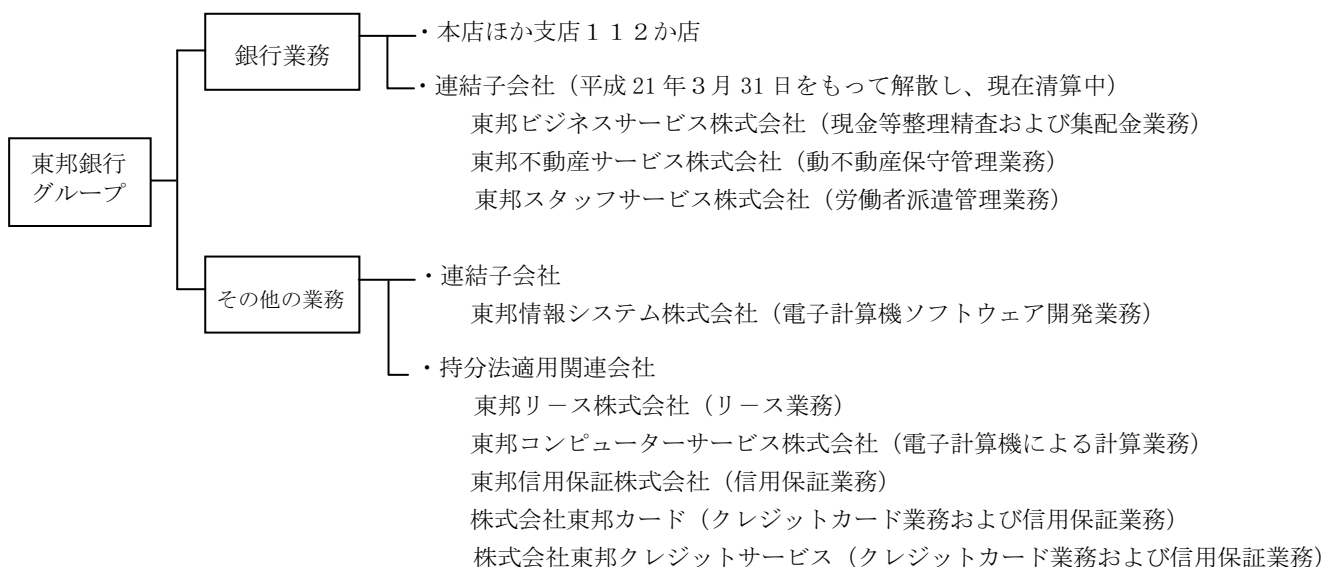 銀行業務
・本店ほか支店１１２か店
・連結子会社（平成 21 年３月 31 日をもって解散し、現在清算中）
東邦ビジネスサービス株式会社（現金等整理精査および集配金業務）
東邦不動産サービス株式会社（動不動産保守管理業務）
東邦スタッフサービス株式会社（労働者派遣管理業務）
東邦銀行
グループ
その他の業務
・連結子会社
東邦情報システム株式会社（電子計算機ソフトウェア開発業務）
・持分法適用関連会社
東邦リ－ス株式会社（リ－ス業務）
東邦コンピューターサービス株式会社（電子計算機による計算業務）
東邦信用保証株式会社（信用保証業務）
株式会社東邦カード（クレジットカード業務および信用保証業務）
株式会社東邦クレジットサービス（クレジットカード業務および信用保証業務）